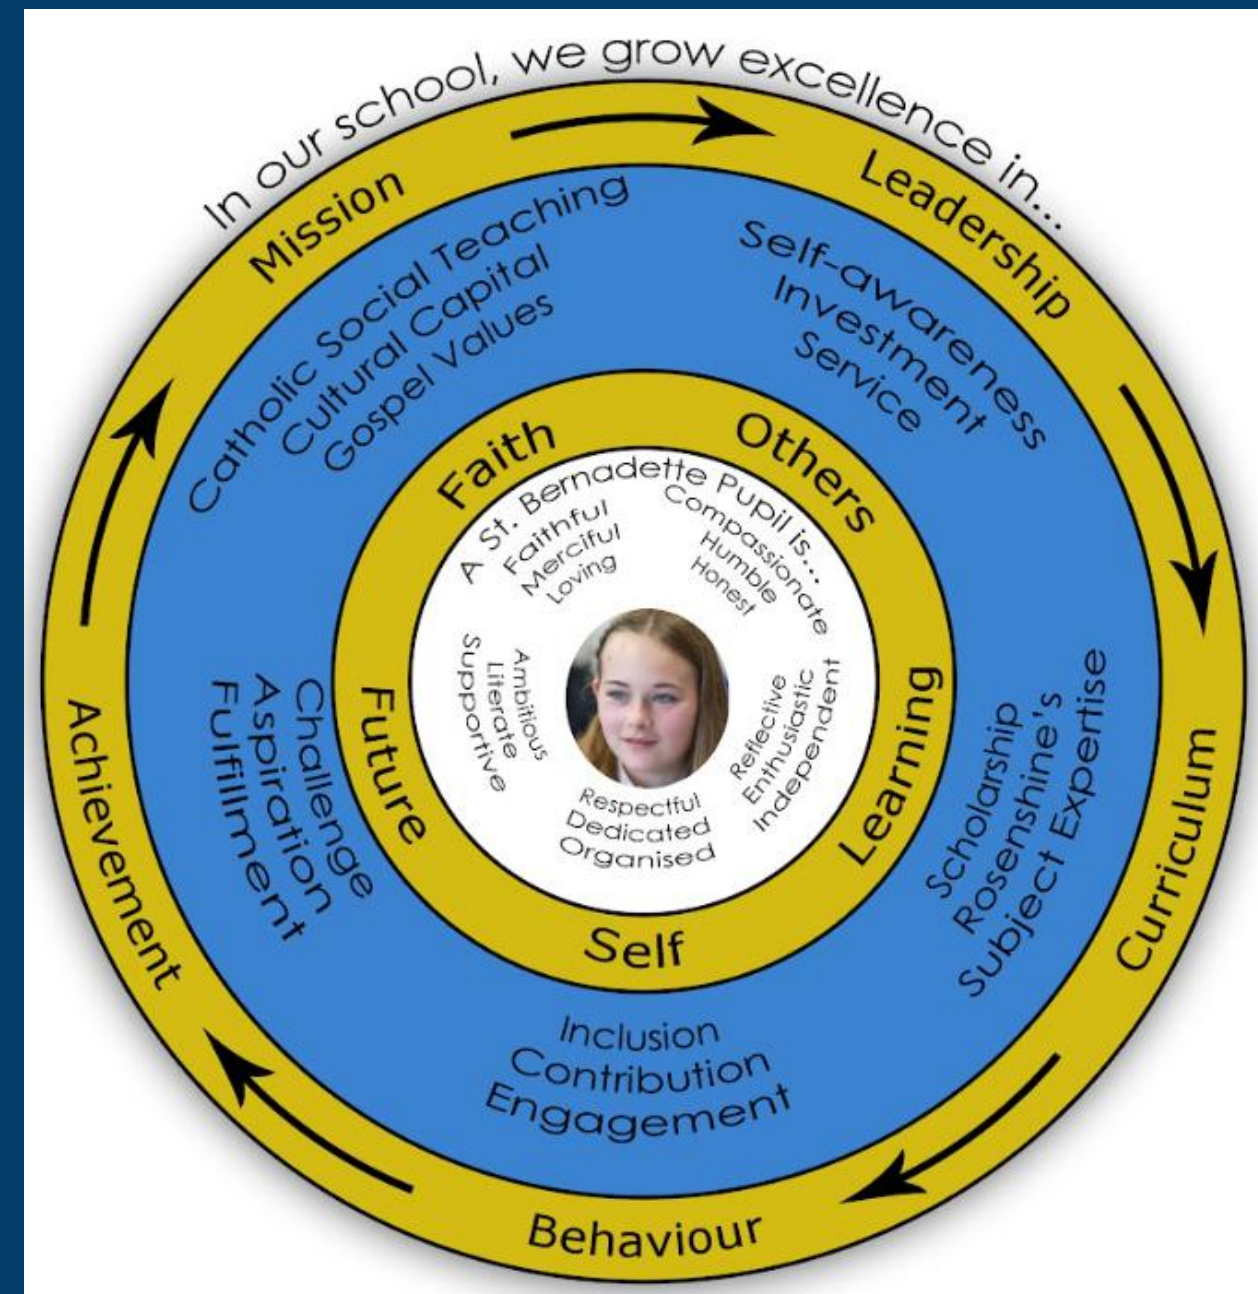 In our school, we grow excellence in...
Mission
Leadership
Curriculum
Behaviour
Achievement
Catholic Social Teaching
Cultural Capital
Gospel Values
Self-awareness
Investment
Service
Scholarship
Rosenshine's
Subject Expertise
Inclusion
Contribution
Engagement
Challenge
Aspiration
Fulfilment
Faith
Others
Learning
Self
Future
A St. Bernadette Pupil is...
Faithful
Merciful
Loving
Compassionate
Humble
Honest
Reflective
Enthusiastic
Independent
Respectful
Dedicated
Organised
Ambitious
Literate
Supportive